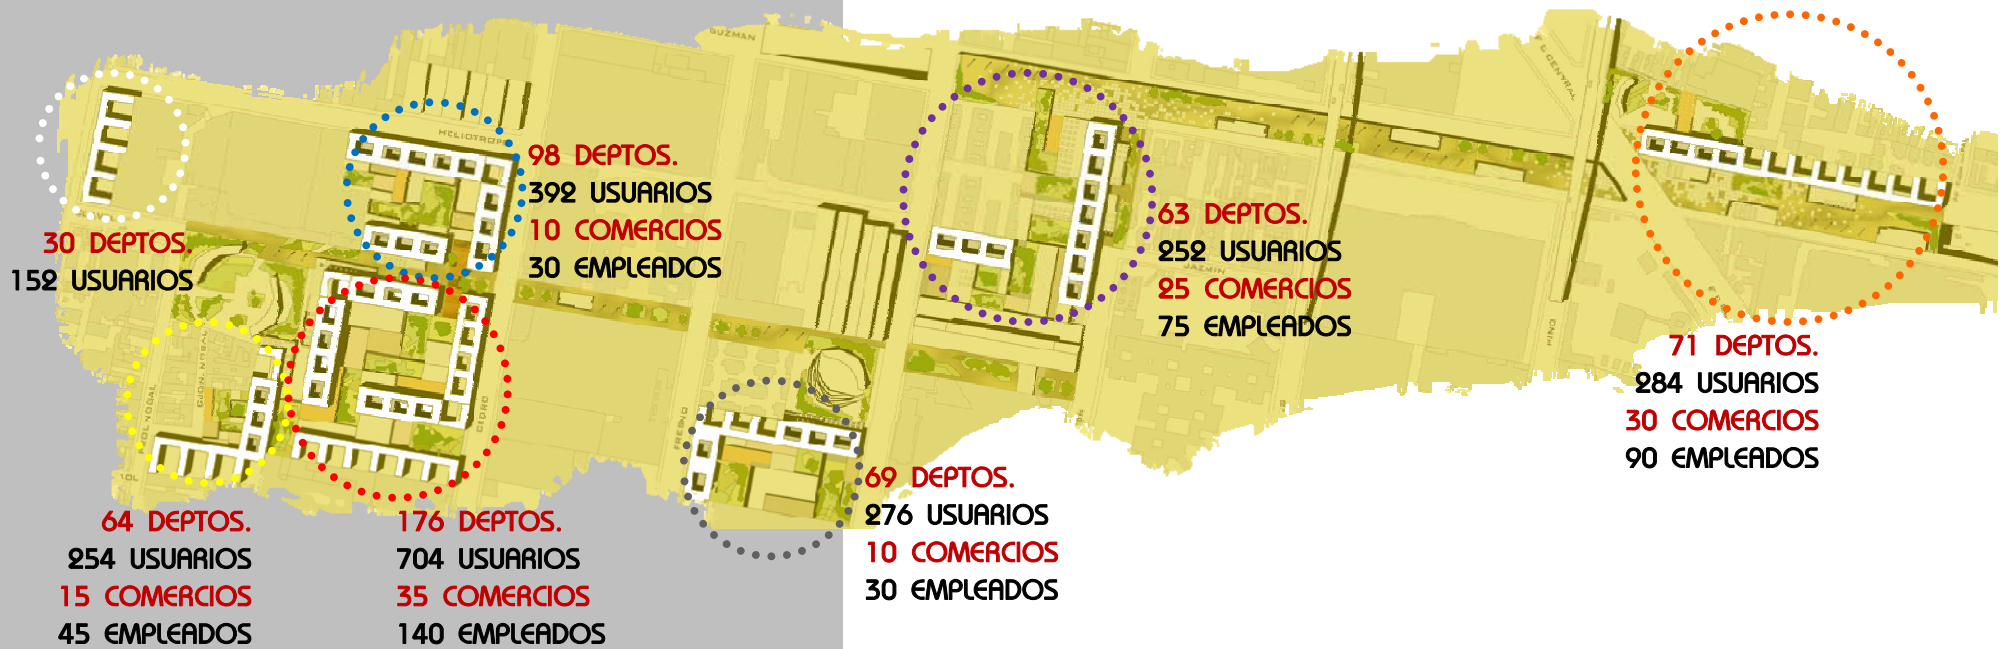 GUZMAN
HELIOTROPO
98 DEPTOS.
392 USUARIOS
10 COMERCIOS
30 EMPLEADOS
30 DEPTOS.
152 USUARIOS
63 DEPTOS.
252 USUARIOS
25 COMERCIOS
75 EMPLEADOS
JAZMIN
71 DEPTOS.
284 USUARIOS
30 COMERCIOS
90 EMPLEADOS
CEDRO
FRESNO
69 DEPTOS.
276 USUARIOS
10 COMERCIOS
30 EMPLEADOS
64 DEPTOS.
254 USUARIOS
15 COMERCIOS
45 EMPLEADOS
176 DEPTOS.
704 USUARIOS
35 COMERCIOS
140 EMPLEADOS